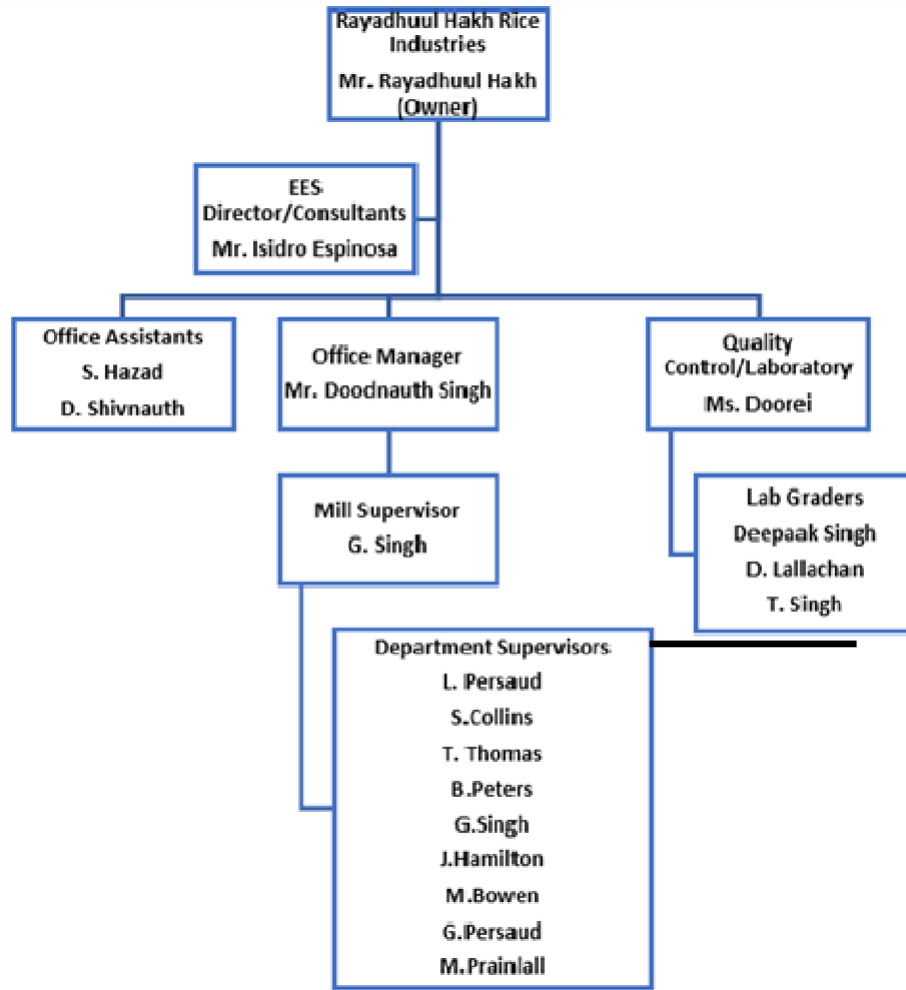 Rayadhuul Hakh Rice
Industries
Mr. Rayadhuul Hakh
(Owner)
EES
Director/Consultants
Mr. Isidro Espinosa
Office Assistants
S. Hazad
D. Shivnauth
Office Manager
Mr. Doodnauth Singh
Quality
Control/Laboratory
Ms. Doorei
Mill Supervisor
G. Singh
Lab Graders
Deepaak Singh
D. Lallachan
T. Singh
Department Supervisors
L. Persaud
S.Collins
T. Thomas
B.Peters
G.Singh
J.Hamilton
M.Bowen
G.Persaud
M.Prainlall